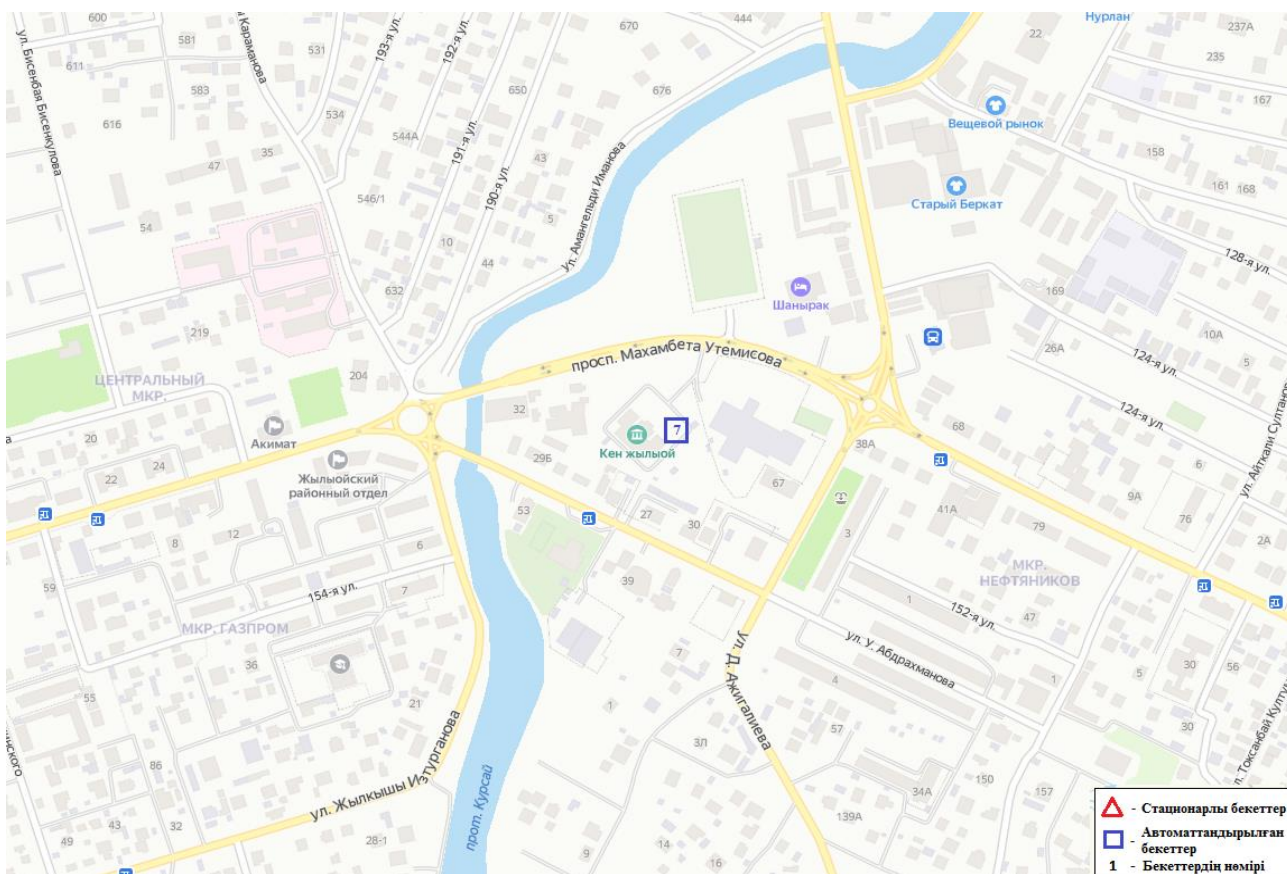 600
581
611
ул. Бисенбая Бисенкулова
583
616
531
534
47
35
54
193-я ул.
192-я ул.
191-я ул.
190-я ул.
650
670
676
444
544А
546/1
43
5
10
44
632
Ул. Амангельди Иманова
219
204
ЦЕНТРАЛЬНЫЙ
МКР.
20
22
24
Акимат
Жылыойский
районный отдел
просп. Махамбета Утемисова
32
29Б
Кен жылыой
7
Шанырак
Нурлан
22
237А
235
167
Вещевой рынок
Старый Беркат
158
161
168
128-я ул.
169
26А
10А
5
124-я ул.
124-я ул.
ул. Айткали Султанов
68
38А
67
53
27
30
39
3
41А
79
9А
6
76
2А
МКР.
НЕФТЯНИКОВ
152-я ул.
47
1
ул. У. Абдрахманова
4
1
30
56
30
59
8
12
6
7
154-я ул.
МКР. ГАЗПРОМ
36
55
21
86
43
49
32
28-1
ул. Жылкышы Изтурганова
прот. Курсай
7
1
3Л
57
ул. Д. Ажигалиева
34А
139А
150
157
9
14
16
- Стационарлы бекеттер
- Автоматтандырылған
бекеттер
1 - Бекеттердің нөмірі